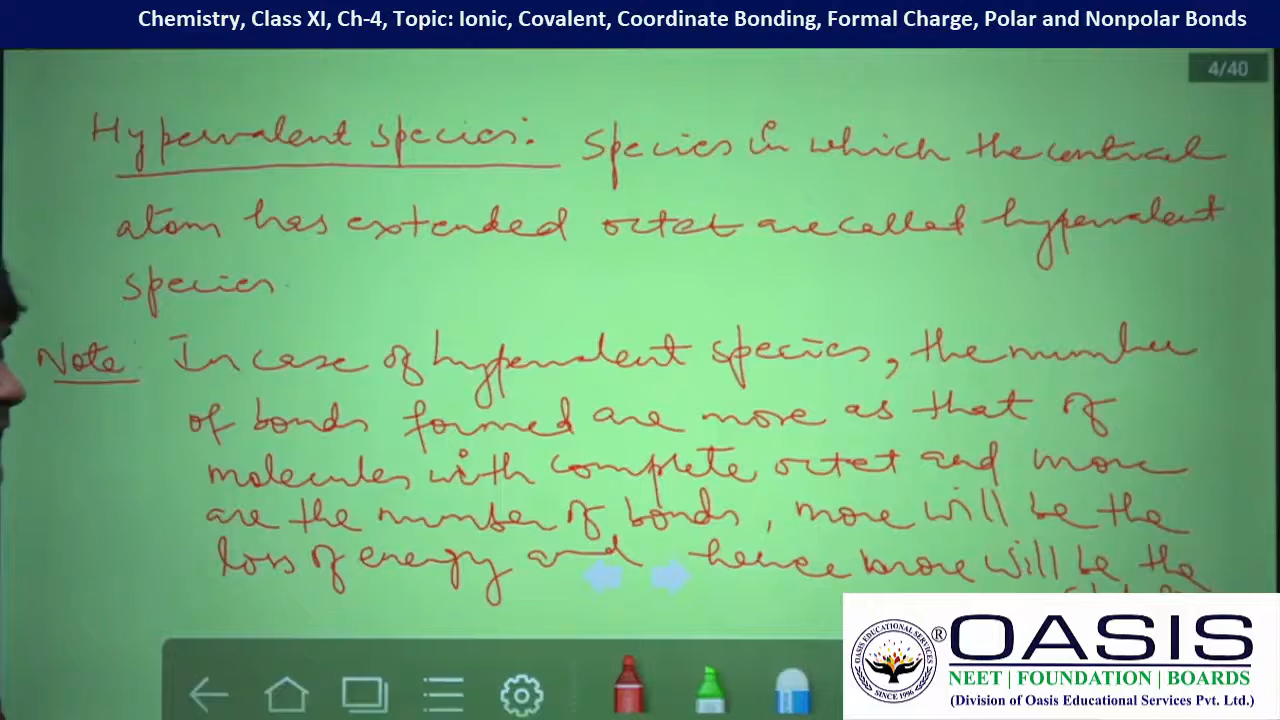 Chemistry, Class XI, Ch-4, Topic: Ionic, Covalent, Coordinate Bonding, Formal Charge, Polar and Nonpolar Bonds
4/40
Hypervalent species: Species in which the central
atom has extended octet are called hypervalent
species.
Note In case of hypervalent species, the number
of bonds formed are more as that of
molecules with complete octet and more
are the number of bonds, more will be the
loss of energy and hence more will be the
OASIS EDUCATIONAL SERVICES
SINCE 1996
®
OASIS
NEET | FOUNDATION | BOARDS
(Division of Oasis Educational Services Pvt. Ltd.)